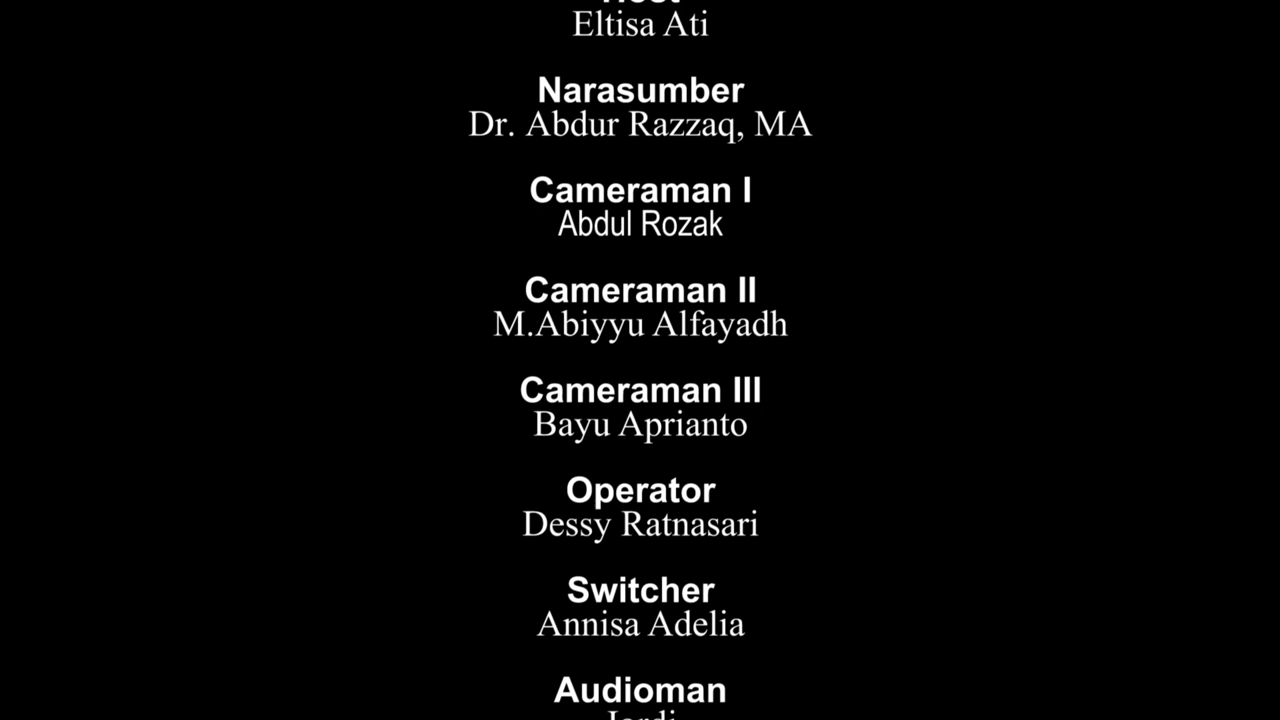 Host
Eltisa Ati
Narasumber
Dr. Abdur Razzaq, MA
Cameraman I
Abdul Rozak
Cameraman II
M.Abiyyu Alfayadh
Cameraman III
Bayu Aprianto
Operator
Dessy Ratnasari
Switcher
Annisa Adelia
Audioman